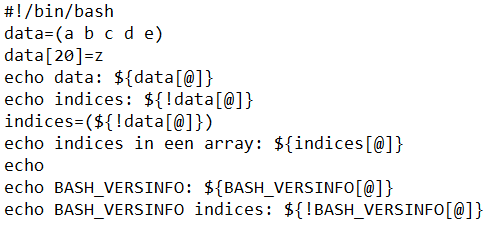 #!/bin/bash
data=(a b c d e)
data[20]=z
echo data: ${data[@]}
echo indices: ${!data[@]}
indices=(${!data[@]})
echo indices in een array: ${indices[@]}
echo
echo BASH_VERSINFO: ${BASH_VERSINFO[@]}
echo BASH_VERSINFO indices: ${!BASH_VERSINFO[@]}